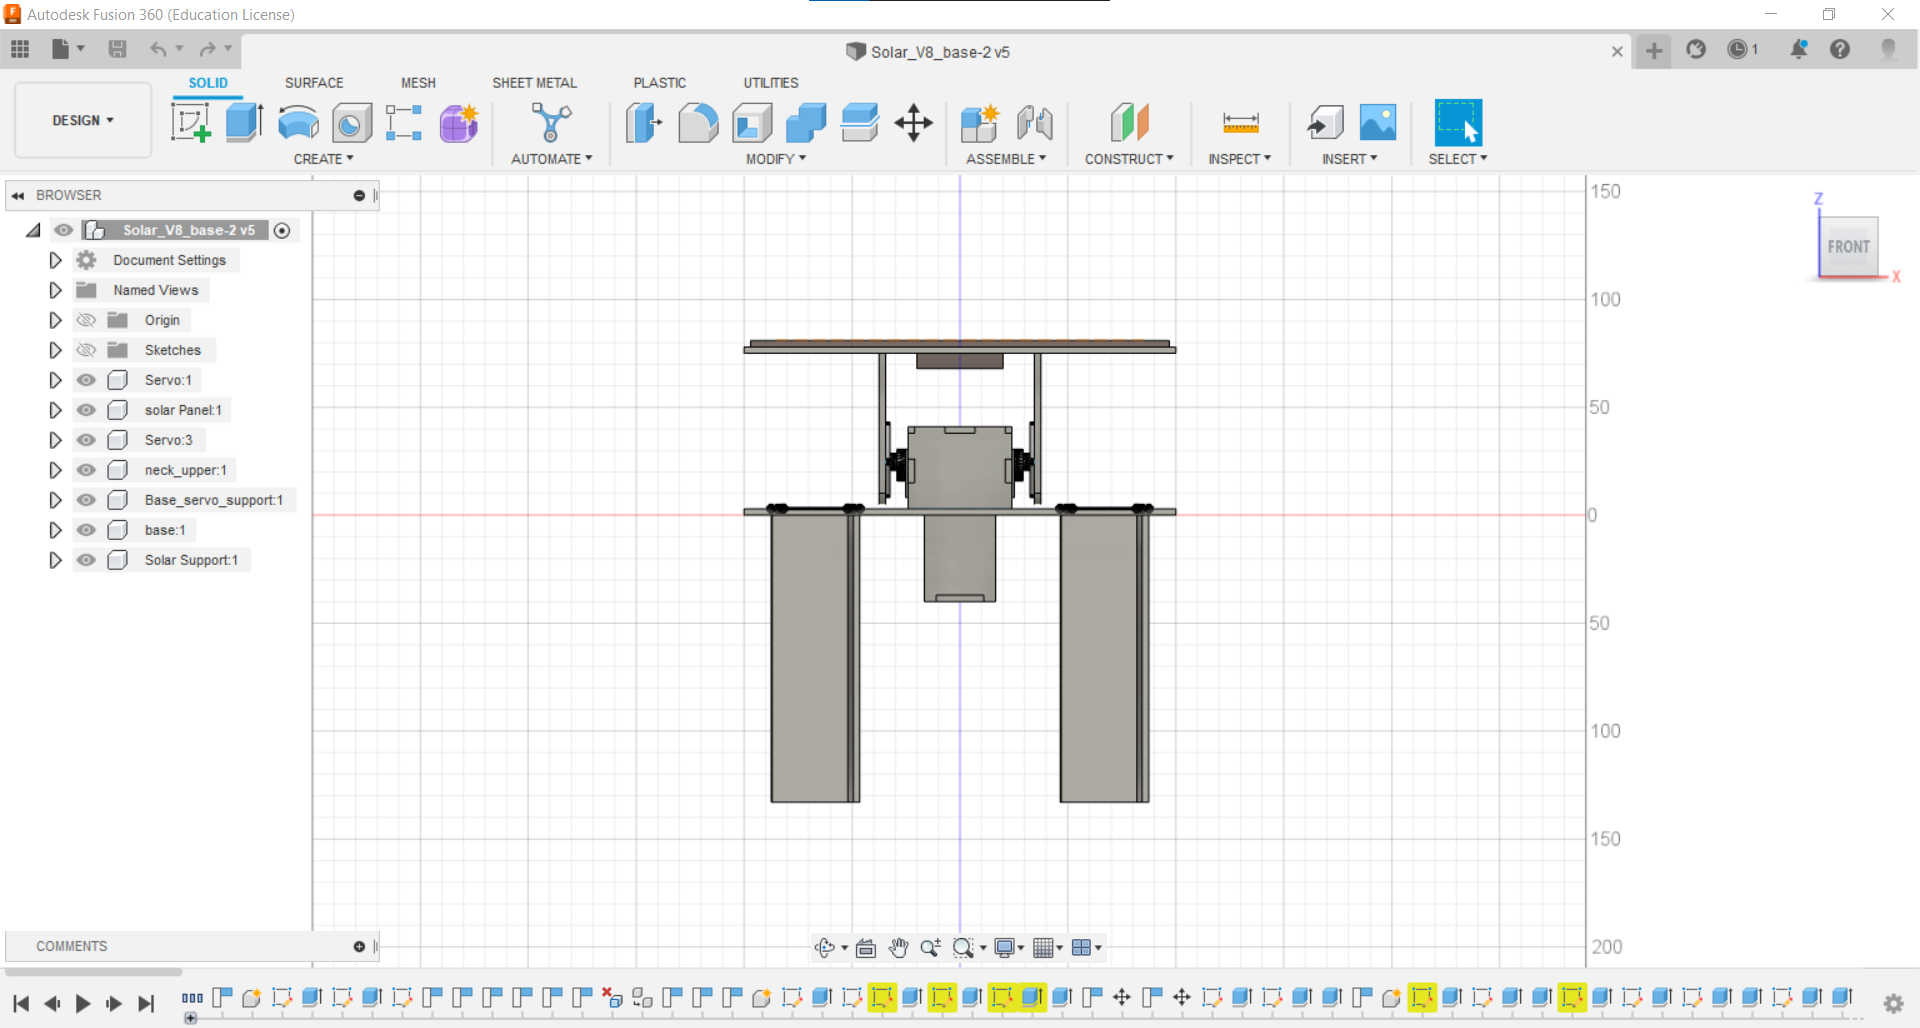 Autodesk Fusion 360 (Education License)
Solar_V8_base-2 v5
1
SOLID SURFACE MESH SHEET METAL PLASTIC UTILITIES
DESIGN
CREATE AUTOMATE MODIFY ASSEMBLE CONSTRUCT INSPECT INSERT SELECT
BROWSER
Solar_V8_base-2 v5
Document Settings
Named Views
Origin
Sketches
Servo:1
solar Panel:1
Servo:3
neck_upper:1
Base_servo_support:1
base:1
Solar Support:1
150
100
50
0
50
100
150
200
Z
FRONT
X
COMMENTS